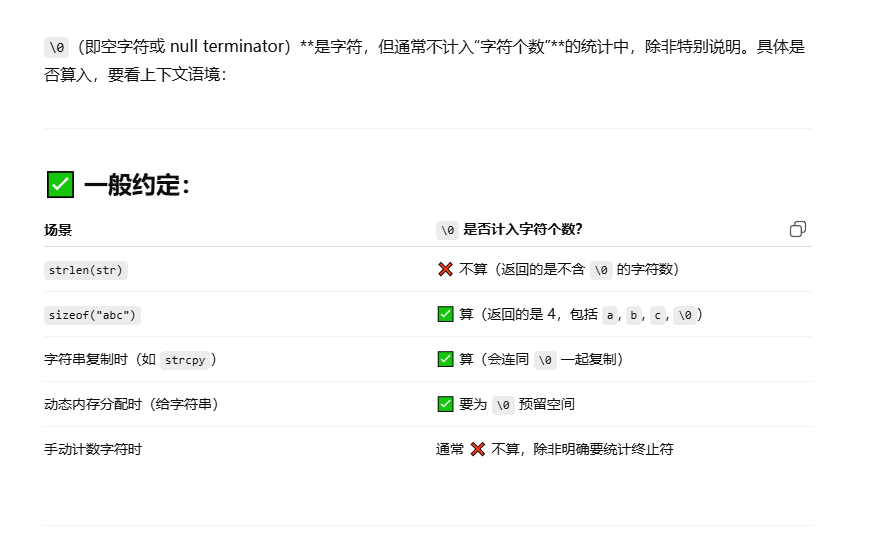 \0（即空字符或 null terminator）**是字符，但通常不计入“字符个数”**的统计中，除非特别说明。具体是
否算入，要看上下文语境：
✅ 一般约定：
场景 \0 是否计入字符个数？
strlen(str) ❌ 不算（返回的是不含 \0 的字符数）
sizeof("abc") ✅ 算（返回的是 4，包括 a, b, c, \0）
字符串复制时（如 strcpy） ✅ 算（会连同 \0 一起复制）
动态内存分配时（给字符串） ✅ 要为 \0 预留空间
手动计数字符时 通常 ❌ 不算，除非明确要统计终止符